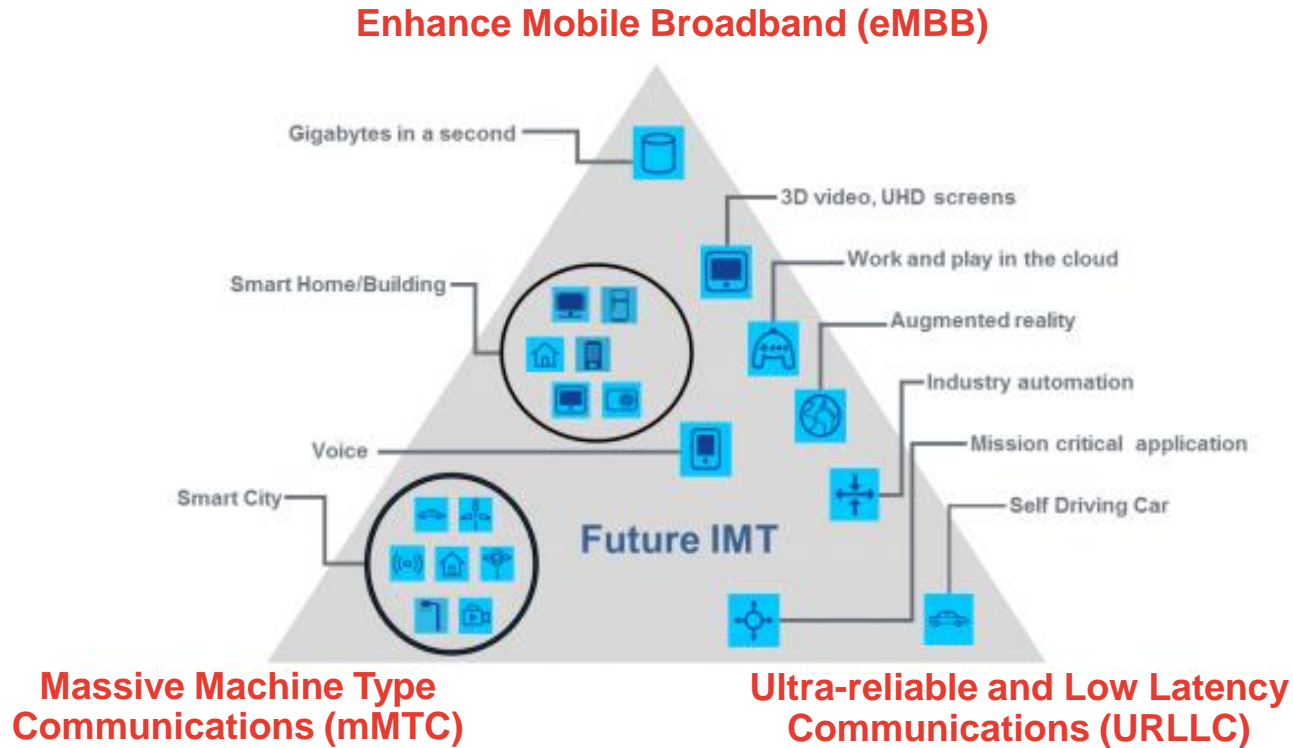 Enhance Mobile Broadband (eMBB)
Gigabytes in a second
3D video, UHD screens
Work and play in the cloud
Smart Home/Building
Augmented reality
Industry automation
Mission critical application
Voice
Smart City
Self Driving Car
Future IMT
Massive Machine Type
Communications (mMTC)
Ultra-reliable and Low Latency
Communications (URLLC)